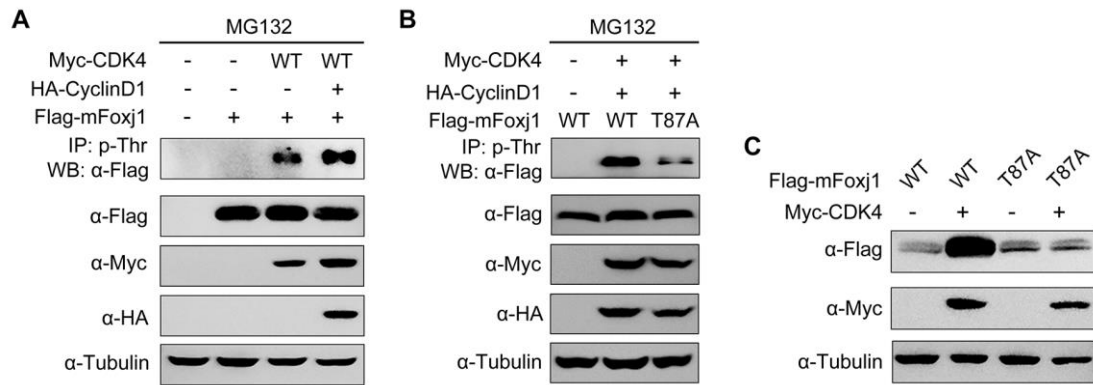 A
MG132
Myc-CDK4 - - WT WT
HA-CyclinD1 - - - +
Flag-mFoxj1 - + + +
IP: p-Thr
WB: α-Flag
α-Flag
α-Myc
α-HA
α-Tubulin
B
MG132
Myc-CDK4 - + +
HA-CyclinD1 - + +
Flag-mFoxj1 WT WT T87A
IP: p-Thr
WB: α-Flag
α-Flag
α-Myc
α-HA
α-Tubulin
C
Flag-mFoxj1 WT WT T87A T87A
Myc-CDK4 - + - +
α-Flag
α-Myc
α-Tubulin